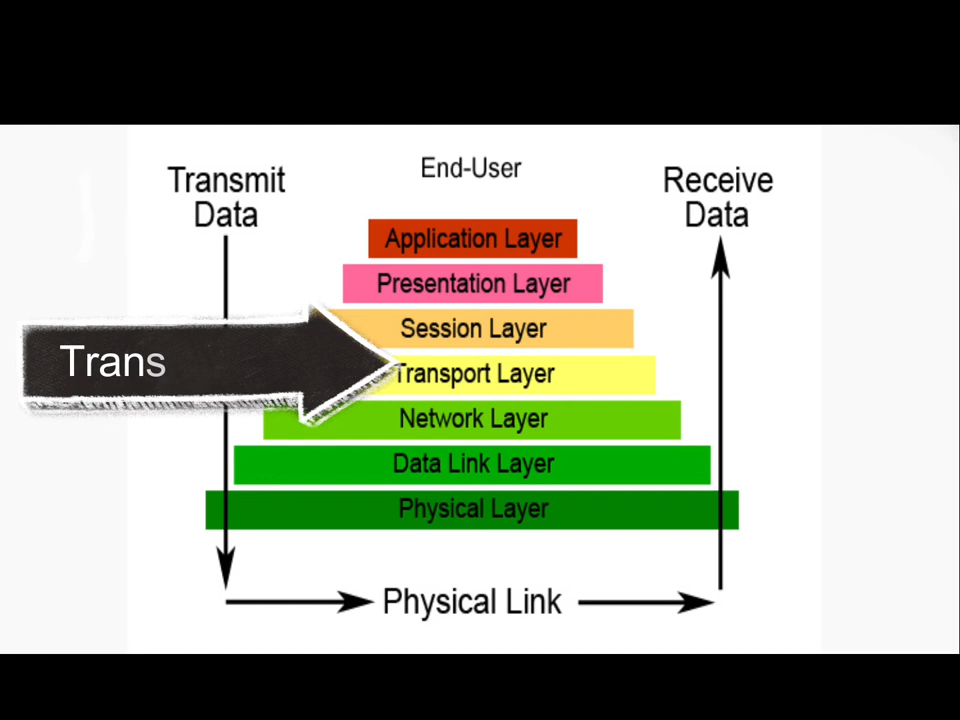 End-User
Transmit
Data
Receive
Data
Application Layer
Presentation Layer
Session Layer
Trans
Transport Layer
Network Layer
Data Link Layer
Physical Layer
Physical Link